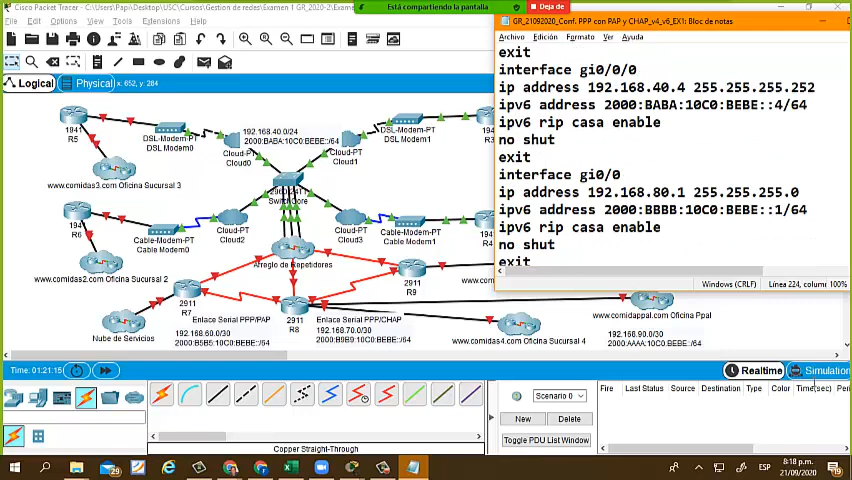 Cisco Packet Tracer - C:\Users\Pap\Desktop\USC\Cursos\Gestion de redes\Examen 1 GR_2020-2\Exame
Está compartiendo la pantalla
Deja de
File Edit Options View Tools Extensions Help
Logical
Physical
x: 652, y: 284
GR_21092020_Conf. PPP con PAP y CHAP_v4_v6_EX1: Bloc de notas
Archivo Edición Formato Ver Ayuda
exit
interface gi0/0/0
ip address 192.168.40.4 255.255.255.252
ipv6 address 2000:BABA:10C0:BEBE::4/64
ipv6 rip casa enable
no shut
exit
interface gi0/0
ip address 192.168.80.1 255.255.255.0
ipv6 address 2000:BBBB:10C0:BEBE::1/64
ipv6 rip casa enable
no shut
exit
Windows (CRLF)
Línea 224, column
100%
1941
R5
DSL-Modem-PT
DSL Modem0
192.168.40.0/24
2000:BABA:10C0:BEBE::/64
Cloud-PT
Cloud0
Cloud-PT
Cloud1
DSL-Modem-PT
DSL Modem1
www.comidas3.com Oficina Sucursal 3
1941
R6
Cable-Modem-PT
Cable Modem0
Cloud-PT
Cloud2
Cloud-PT
Cloud3
Cable-Modem-PT
Cable Modem1
www.comidas2.com Oficina Sucursal 2
Arreglo de Repetidores
2911
R7
2911
R9
2911
R8
Nube de Servicios
Enlace Serial PPP/PAP
192.168.60.0/30
2000:B5B5:10C0:BEBE::/64
Enlace Serial PPP/CHAP
192.168.70.0/30
2000:B9B9:10C0:BEBE::/64
www.comidas4.com Oficina Sucursal 4
www.comidappal.com Oficina Ppal
192.168.90.0/30
2000:AAAA:10C0:BEBE::/64
Time: 01:21:15
Realtime
Simulation
Scenario 0
New
Delete
Toggle PDU List Window
Fire Last Status Source Destination Type Color Time(sec) Peri
Copper Straight-Through
ESP
8:18 p.m.
21/09/2020